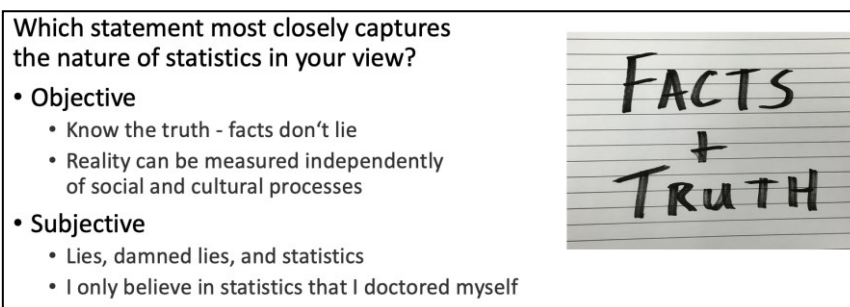 Which statement most closely captures
the nature of statistics in your view?
• Objective
• Know the truth - facts don‘t lie
• Reality can be measured independently
of social and cultural processes
• Subjective
• Lies, damned lies, and statistics
• I only believe in statistics that I doctored myself
FACTS
+
TRUTH